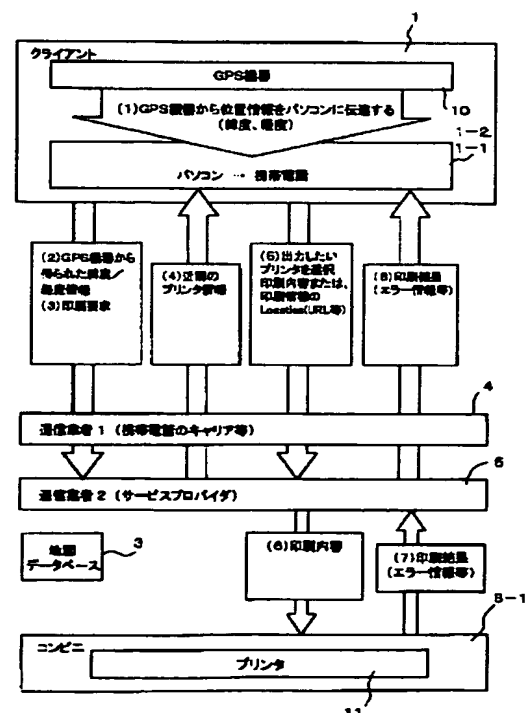 1
クライアント
GPS機器
10
(1)GPS機器から位置情報をパソコンに伝達する
(緯度、経度)
1-2
1-1
パソコン … 携帯電話
(2)GPS機器から
得られた緯度/
経度情報
(3)印刷要求
(4)近隣の
プリンタ情報
(5)出力したい
プリンタを選択
印刷内容または、
印刷情報の
Location(URL等)
(8)印刷結果
(エラー情報等)
4
通信業者1(携帯電話のキャリア等)
通信業者2(サービスプロバイダ)
地図
データベース
3
(6)印刷内容
(7)印刷結果
(エラー情報等)
コンビニ
プリンタ
11